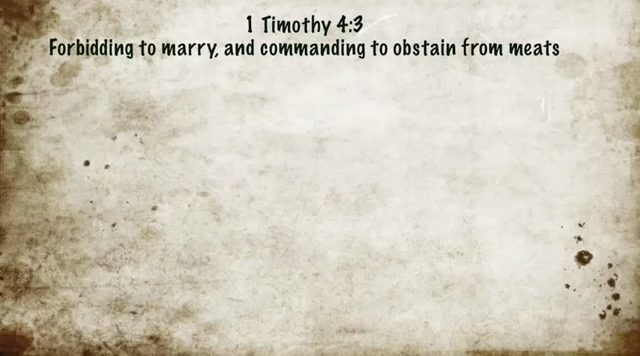 1 Timothy 4:3
Forbidding to marry, and commanding to obstain from meats